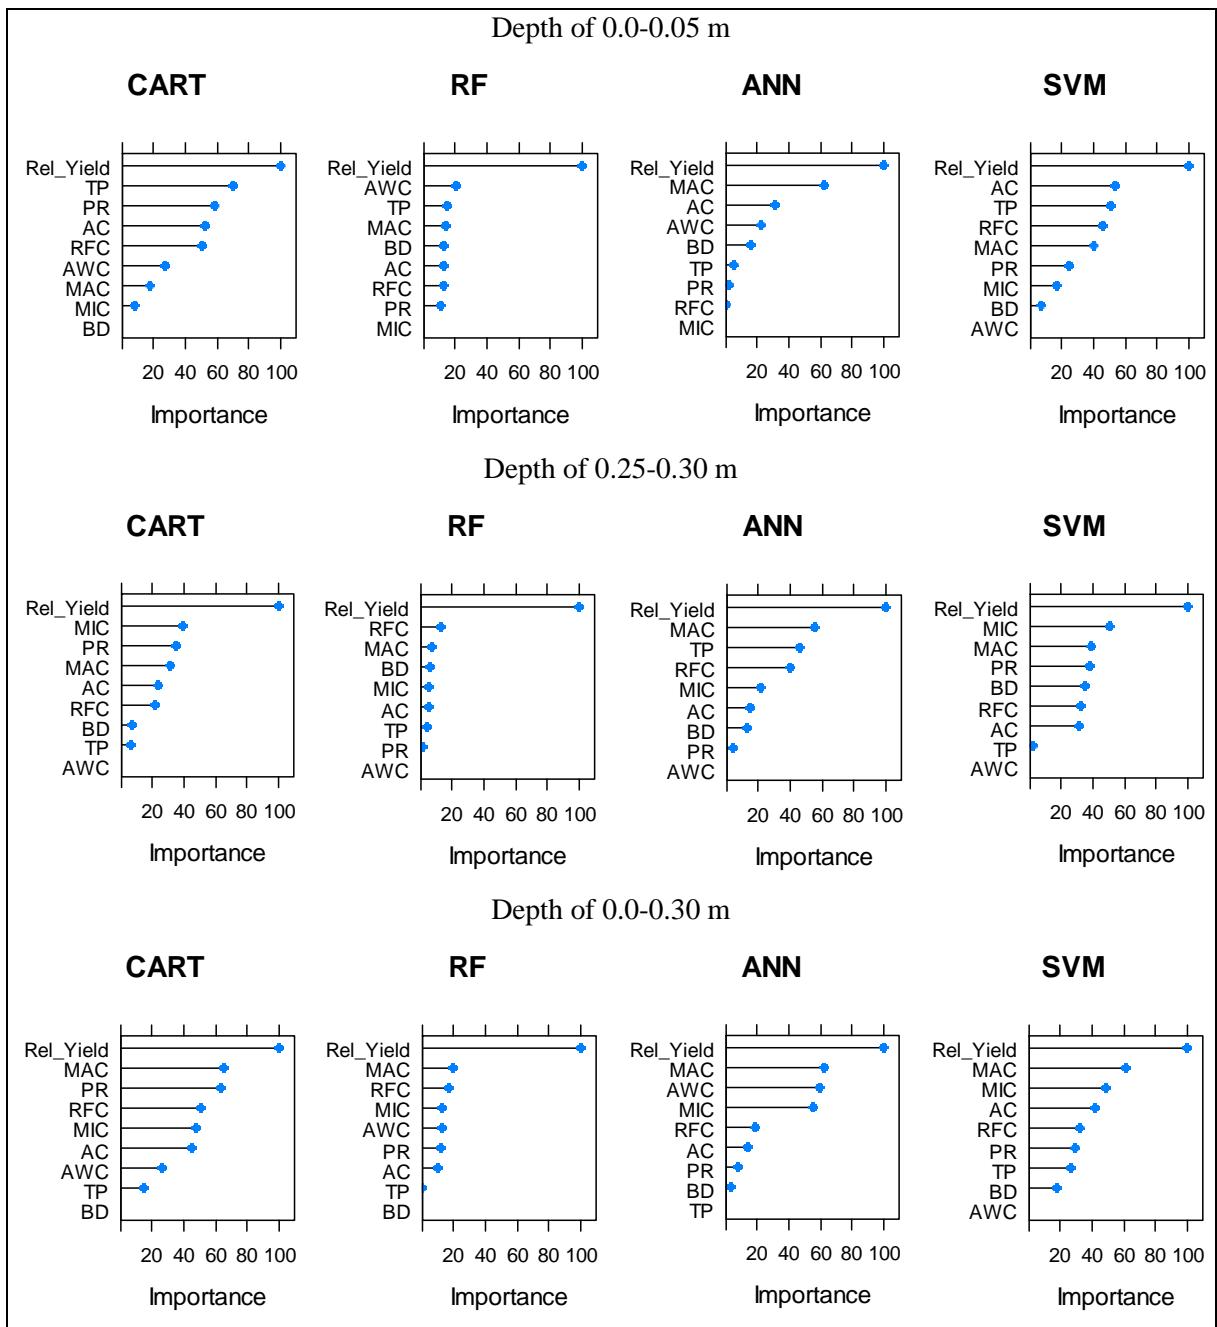 Depth of 0.0-0.05 m
CART
Rel_Yield
TP
PR
AC
RFC
AWC
MAC
MIC
BD
20 40 60 80 100
Importance
RF
Rel_Yield
AWC
TP
MAC
BD
AC
RFC
PR
MIC
20 40 60 80 100
Importance
ANN
Rel_Yield
MAC
AC
AWC
BD
TP
PR
RFC
MIC
20 40 60 80 100
Importance
SVM
Rel_Yield
AC
TP
RFC
MAC
PR
MIC
BD
AWC
20 40 60 80 100
Importance
Depth of 0.25-0.30 m
CART
Rel_Yield
MIC
PR
MAC
AC
RFC
BD
TP
AWC
20 40 60 80 100
Importance
RF
Rel_Yield
RFC
MAC
BD
MIC
AC
TP
PR
AWC
20 40 60 80 100
Importance
ANN
Rel_Yield
MAC
TP
RFC
MIC
AC
BD
PR
AWC
20 40 60 80 100
Importance
SVM
Rel_Yield
MIC
MAC
PR
BD
RFC
AC
TP
AWC
20 40 60 80 100
Importance
Depth of 0.0-0.30 m
CART
Rel_Yield
MAC
PR
RFC
MIC
AC
AWC
TP
BD
20 40 60 80 100
Importance
RF
Rel_Yield
MAC
RFC
MIC
AWC
PR
AC
TP
BD
20 40 60 80 100
Importance
ANN
Rel_Yield
MAC
AWC
MIC
RFC
AC
PR
BD
TP
20 40 60 80 100
Importance
SVM
Rel_Yield
MAC
MIC
AC
RFC
PR
TP
BD
AWC
20 40 60 80 100
Importance